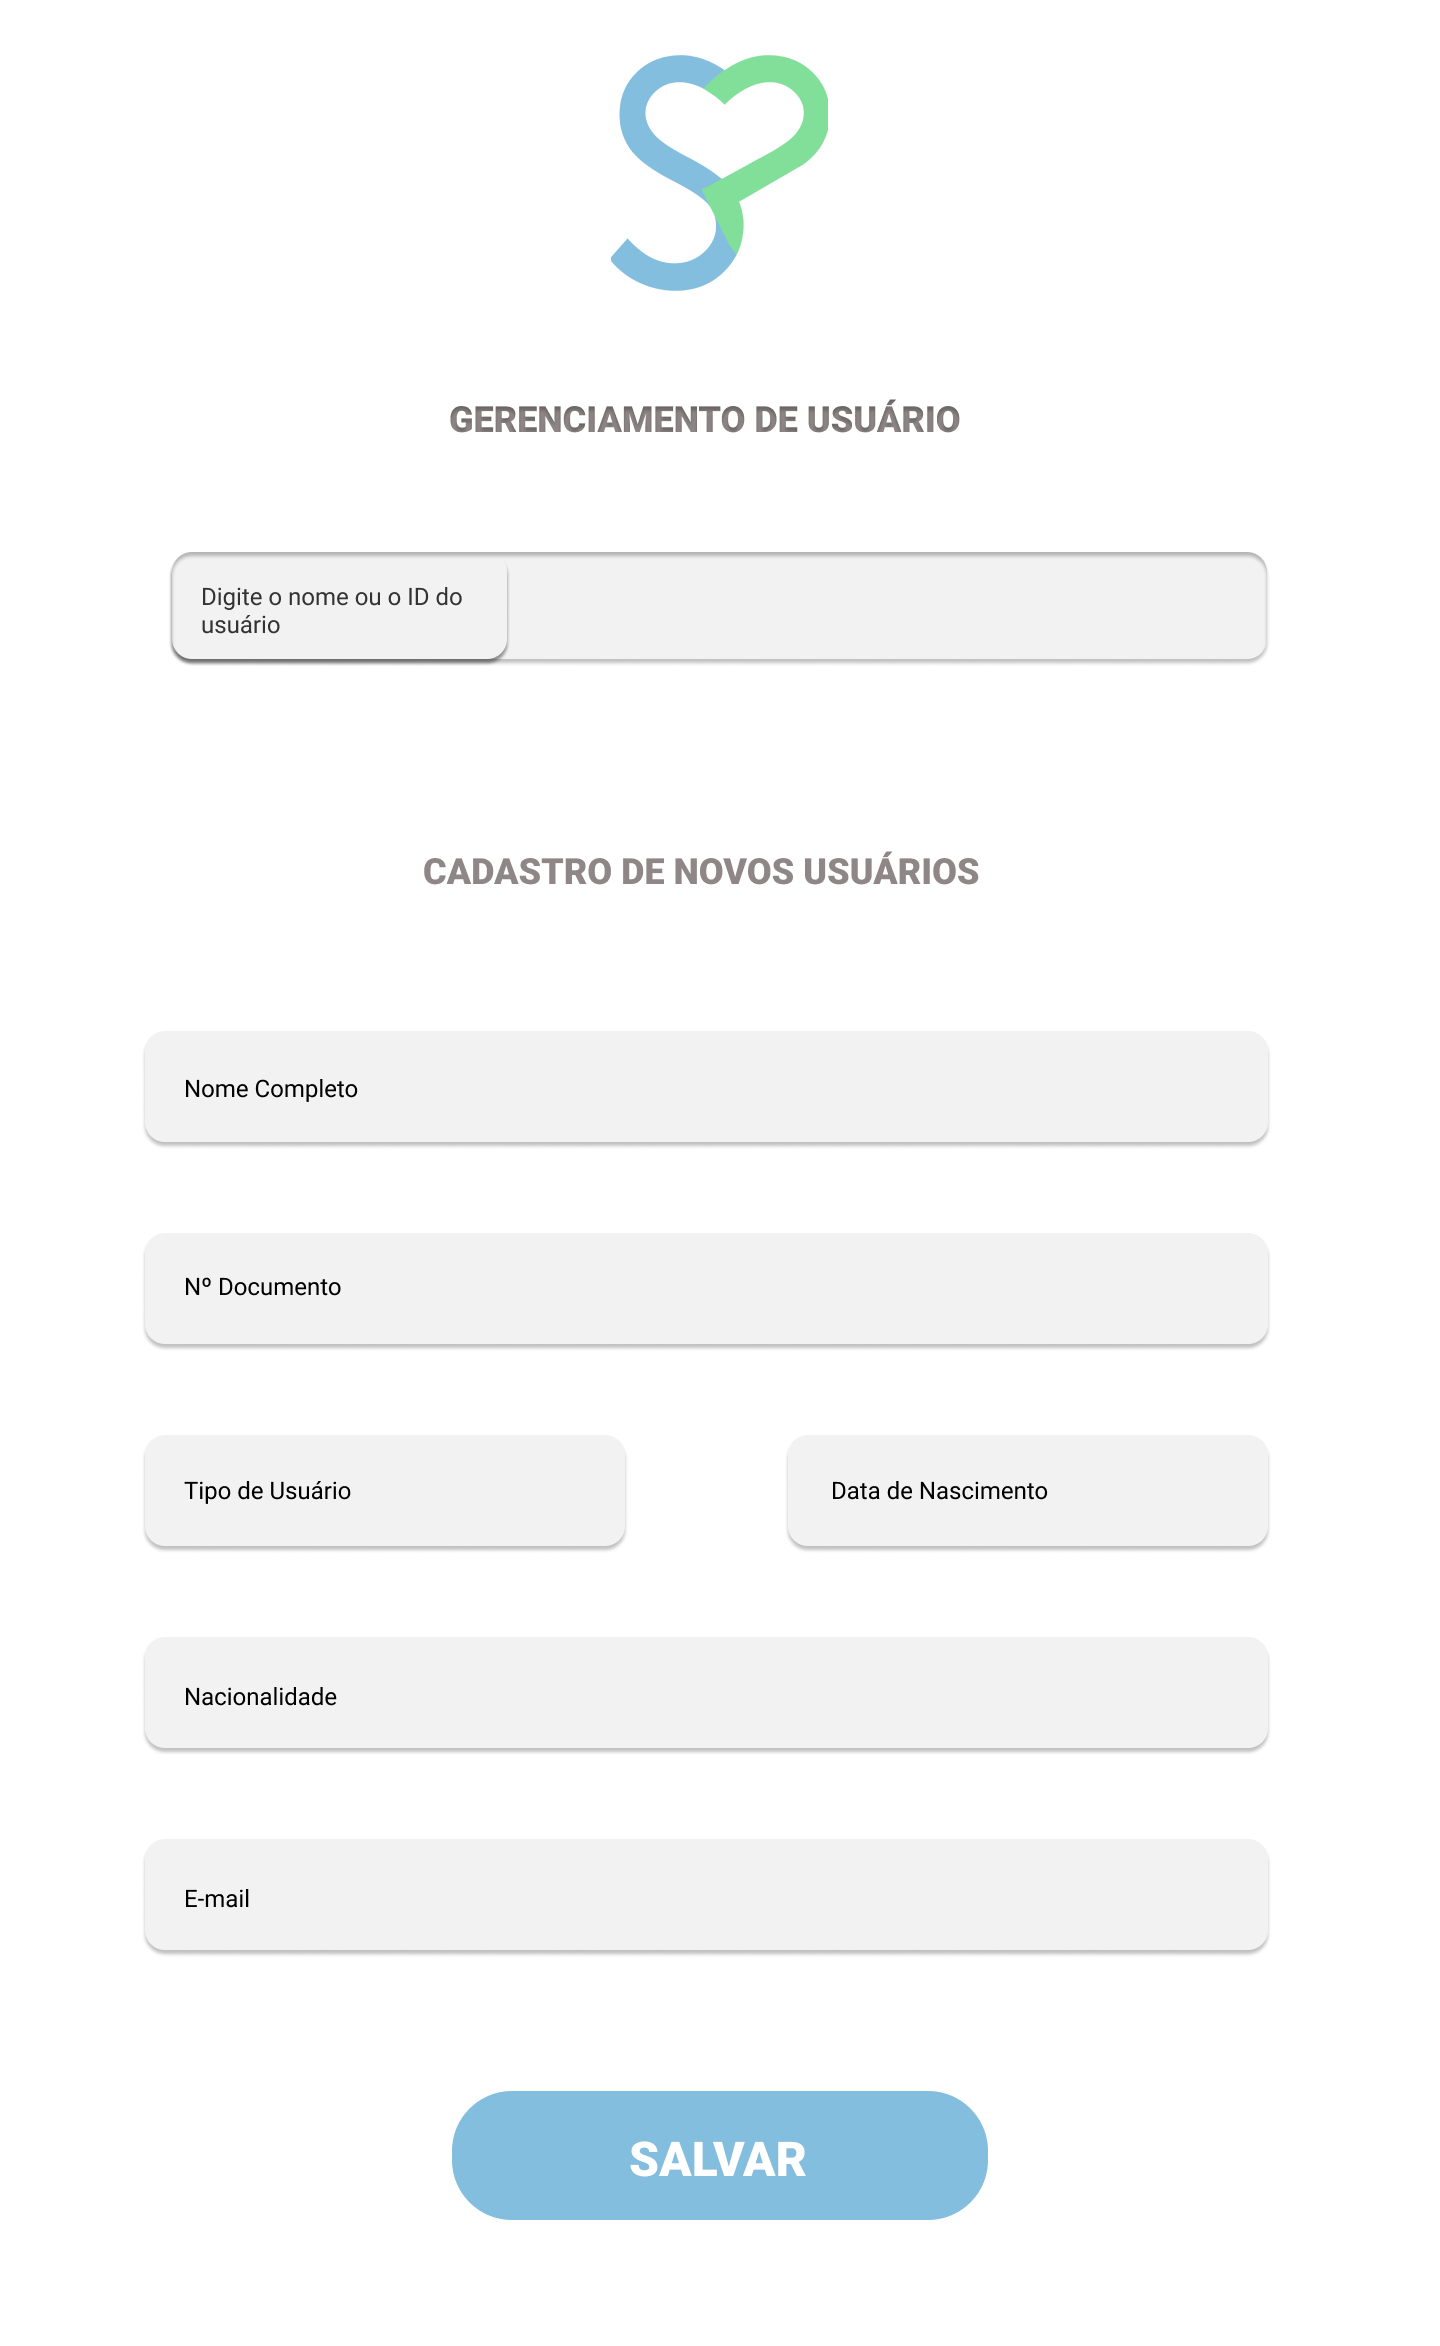 GERENCIAMENTO DE USUÁRIO
Digite o nome ou o ID do
usuário
CADASTRO DE NOVOS USUÁRIOS
Nome Completo
Nº Documento
Tipo de Usuário
Data de Nascimento
Nacionalidade
E-mail
SALVAR